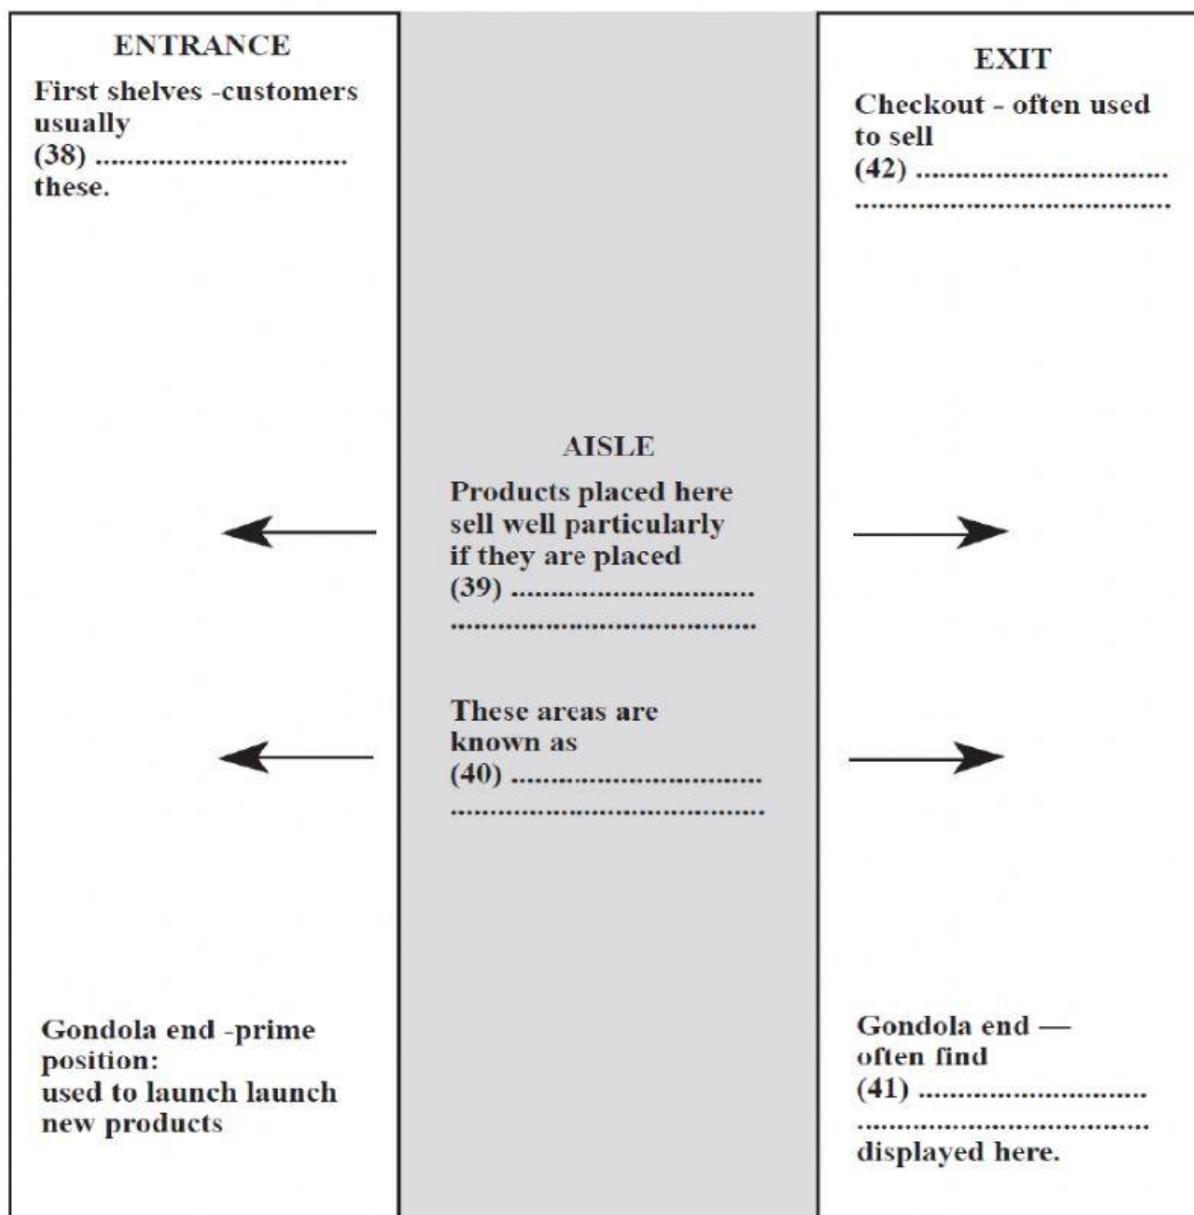 ENTRANCE
First shelves -customers
usually
(38) ................................
these.
Gondola end -prime
position:
used to launch launch
new products
AISLE
Products placed here
sell well particularly
if they are placed
(39) ...............................
.......................................
These areas are
known as
(40) ................................
........................................
EXIT
Checkout - often used
to sell
(42) ................................
........................................
Gondola end —
often find
(41) .............................
.........................................
displayed here.